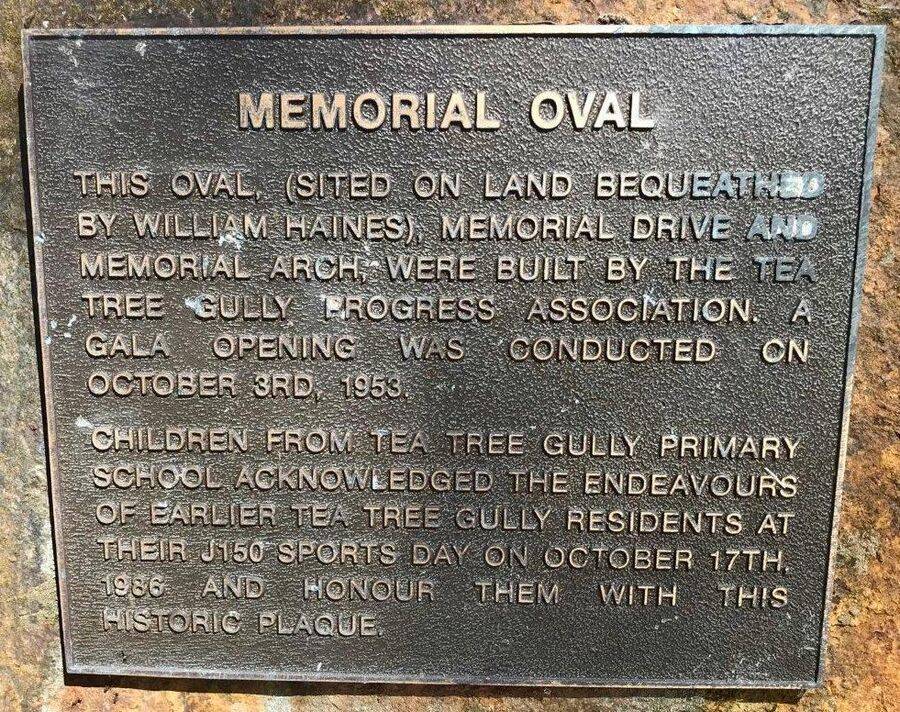 MEMORIAL OVAL
THIS OVAL, (SITED ON LAND BEQUEATHED
BY WILLIAM HAINES), MEMORIAL DRIVE AND
MEMORIAL ARCH, WERE BUILT BY THE TEA
TREE GULLY PROGRESS ASSOCIATION. A
GALA OPENING WAS CONDUCTED ON
OCTOBER 3RD, 1953.
CHILDREN FROM TEA TREE GULLY PRIMARY
SCHOOL ACKNOWLEDGED THE ENDEAVOURS
OF EARLIER TEA TREE GULLY RESIDENTS AT
THEIR J150 SPORTS DAY ON OCTOBER 17TH,
1986 AND HONOUR THEM WITH THIS
HISTORIC PLAQUE.